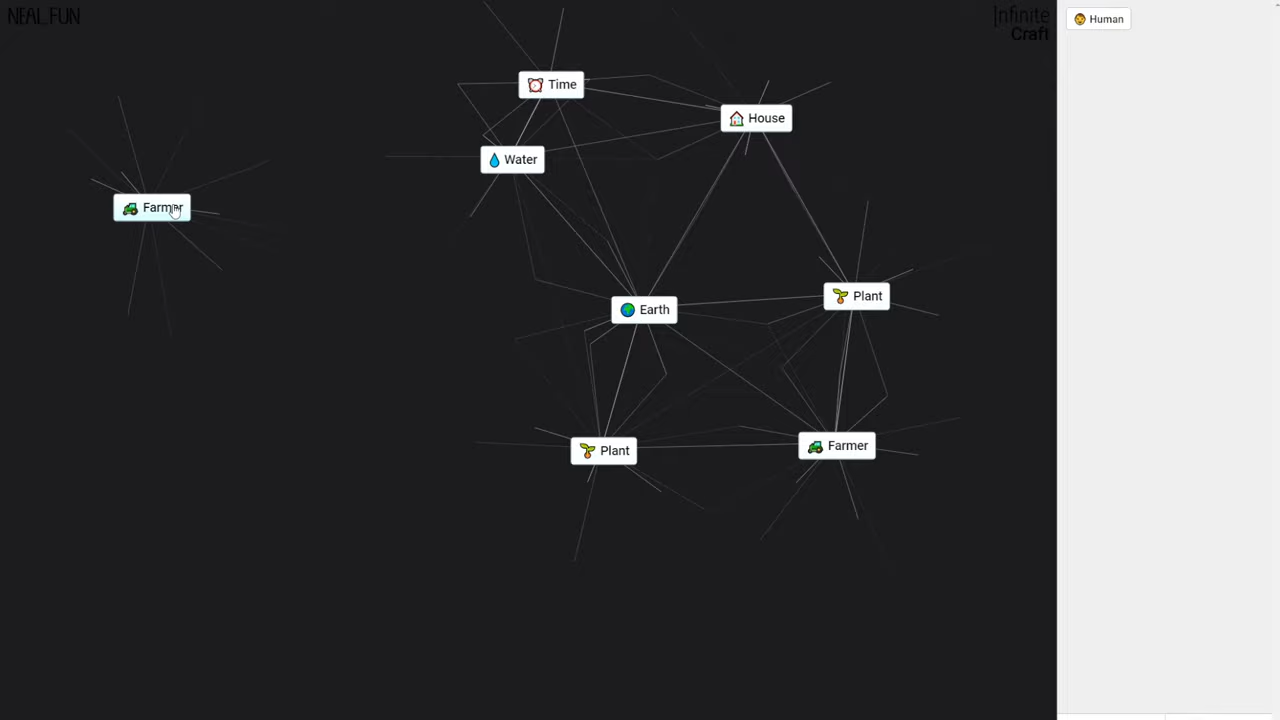 NEAL.FUN
Infinite
Craft
Human
Time
House
Water
Farmer
Earth
Plant
Plant
Farmer